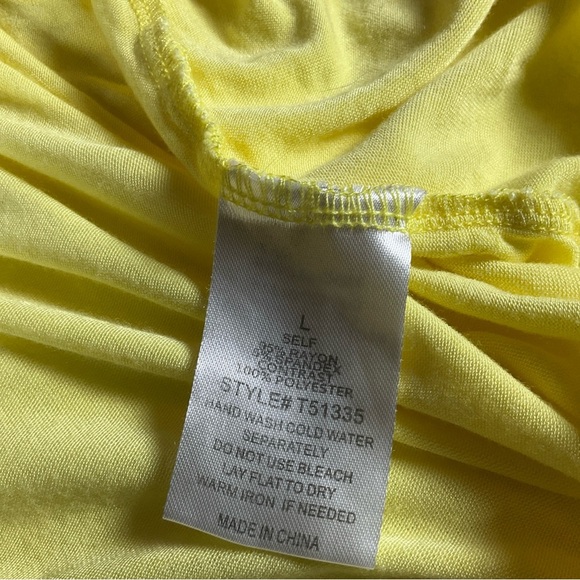 L
SELF
95% RAYON
5% SPANDEX
CONTRAST
100% POLYESTER
STYLE# T51335
HAND WASH COLD WATER
SEPARATELY
DO NOT USE BLEACH
LAY FLAT TO DRY
WARM IRON IF NEEDED
MADE IN CHINA